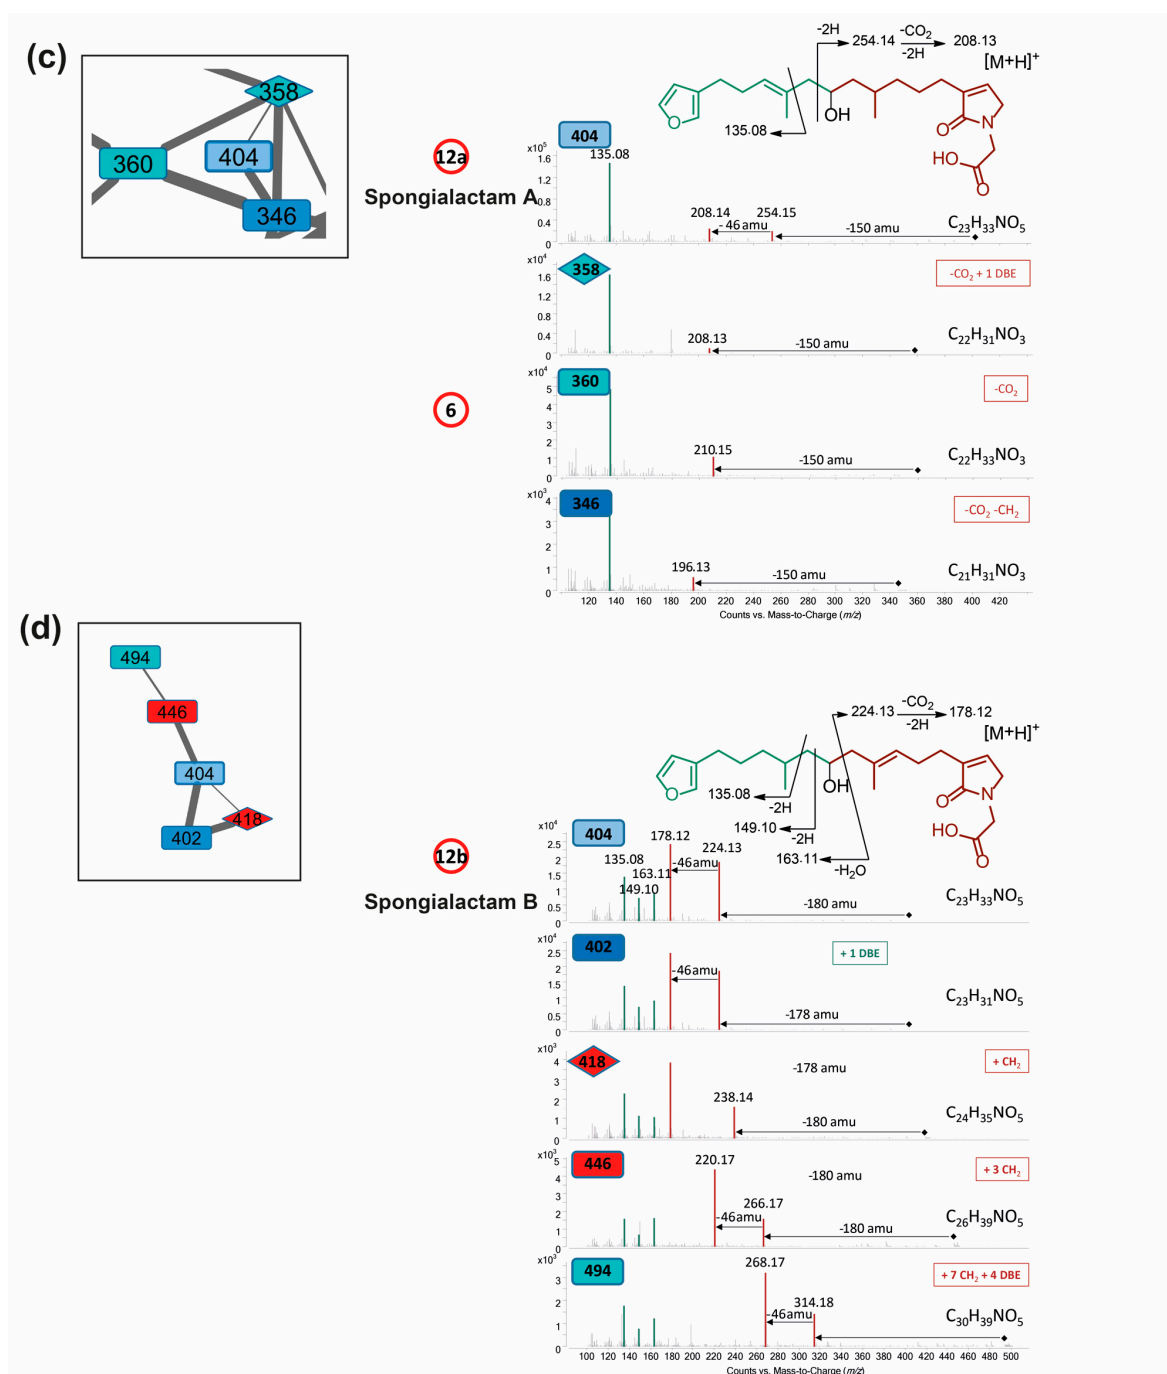 (c)
358
360
404
346
12a
Spongialactam A
-2H
254.14
-CO2
-2H
208.13
[M+H]+
O
OH
O
N
HO
O
135.08
404
x10^5
135.08
1.6
1.2
0.8
0.4
0
208.14
- 46 amu
254.15
-150 amu
C23H33NO5
358
x10^4
1.6
1.2
0.8
0.4
0
208.13
-150 amu
-CO2 + 1 DBE
C22H31NO3
6
360
x10^4
5
4
3
2
1
0
210.15
-150 amu
-CO2
C22H33NO3
346
x10^3
4
3
2
1
0
196.13
-150 amu
-CO2 -CH2
C21H31NO3
120 140 160 180 200 220 240 260 280 300 320 340 360 380 400 420
Counts vs. Mass-to-Charge (m/z)
(d)
494
446
404
418
402
12b
Spongialactam B
224.13
-CO2
-2H
178.12
[M+H]+
O
OH
O
N
HO
O
135.08
-2H
149.10
-2H
163.11
-H2O
404
x10^4
2.5
2
1.5
1
0.5
0
135.08
149.10
163.11
178.12
-46amu
224.13
-180 amu
C23H33NO5
402
x10^4
2.5
2
1.5
1
0.5
0
-46amu
-178 amu
+ 1 DBE
C23H31NO5
418
x10^3
4
3
2
1
0
238.14
-178 amu
-180 amu
+ CH2
C24H35NO5
446
x10^3
5
4
3
2
1
0
220.17
-46amu
266.17
-180 amu
-180 amu
+ 3 CH2
C26H39NO5
494
3
2
1
0
268.17
-46amu
314.18
+ 7 CH2 + 4 DBE
C30H39NO5
100 120 140 160 180 200 220 240 260 280 300 320 340 360 380 400 420 440 460 480 500
Counts vs. Mass-to-Charge (m/z)